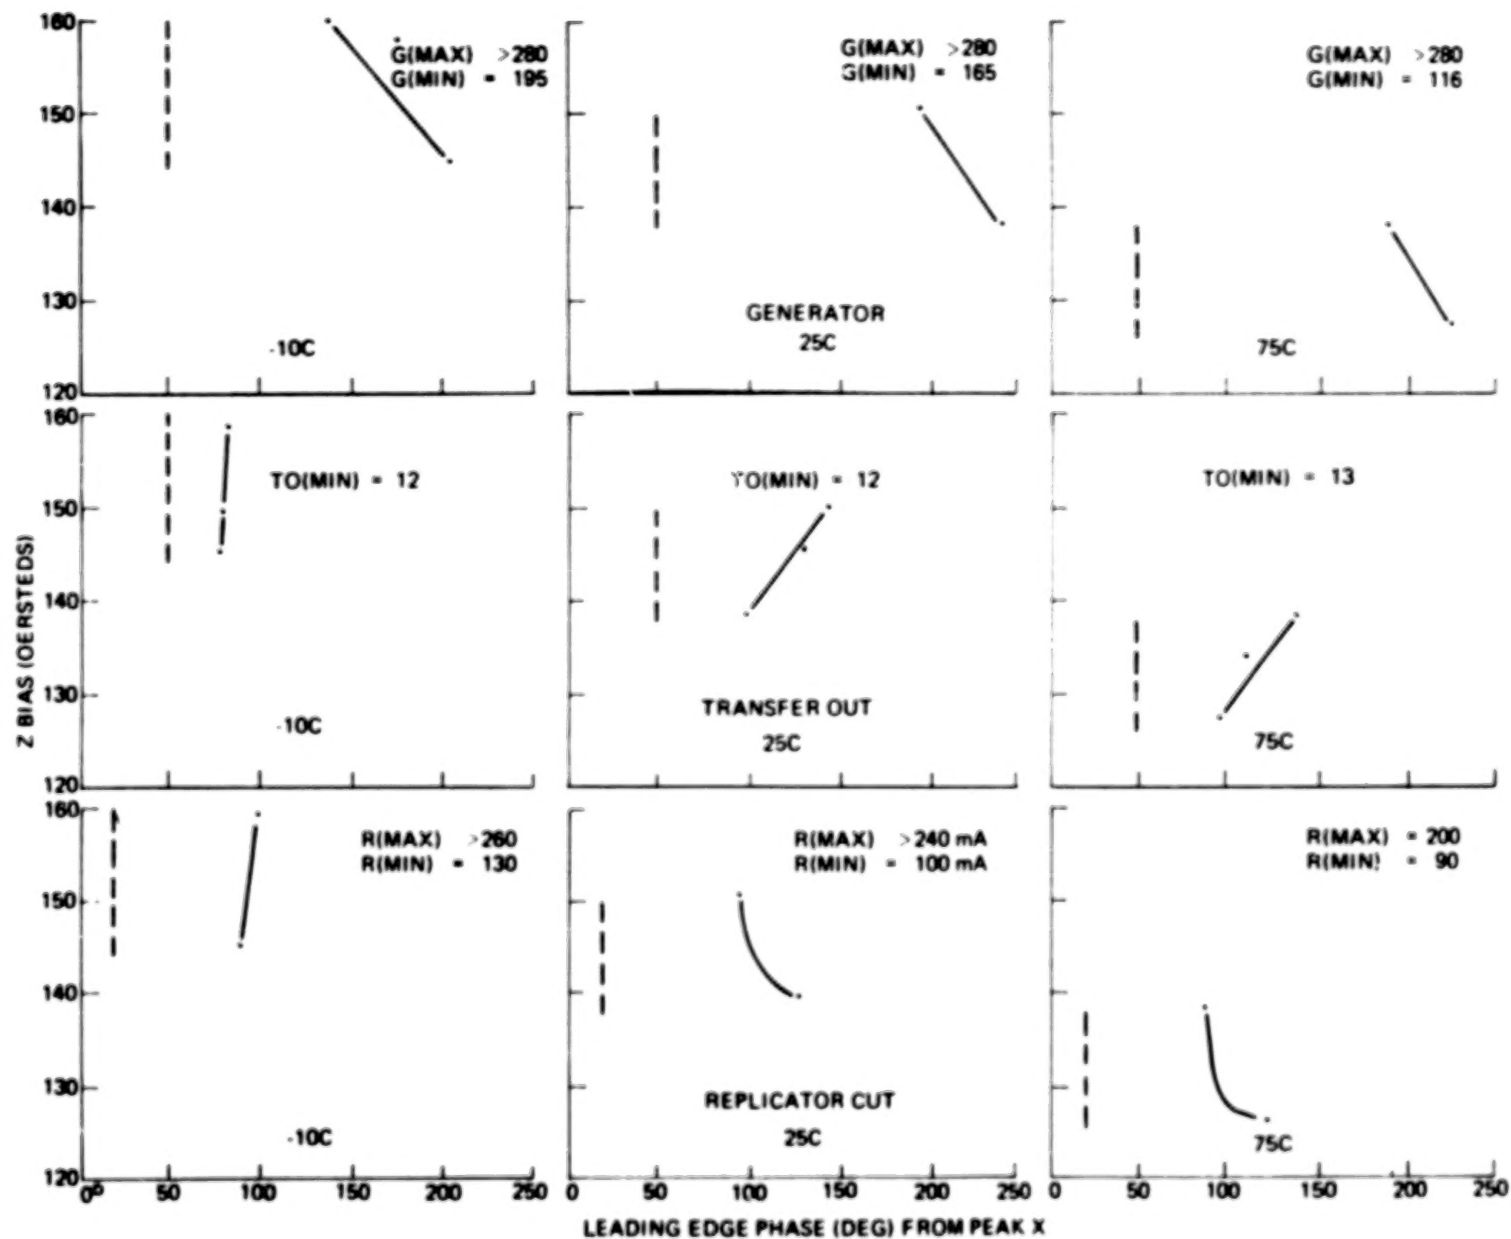 160
150
140
130
120
G(MAX) >280
G(MIN) = 195
-10C
G(MAX) >280
G(MIN) = 165
GENERATOR
25C
G(MAX) >280
G(MIN) = 116
75C
160
150
140
130
120
TO(MIN) = 12
-10C
TO(MIN) = 12
TRANSFER OUT
25C
TO(MIN) = 13
75C
Z BIAS (OERSTEDS)
160
150
140
130
120
R(MAX) >260
R(MIN) = 130
-10C
R(MAX) >240 mA
R(MIN) = 100 mA
REPLICATOR CUT
25C
R(MAX) = 200
R(MIN) = 90
75C
0° 50 100 150 200 250
0 50 100 150 200 250
0 50 100 150 200 250
LEADING EDGE PHASE (DEG) FROM PEAK X